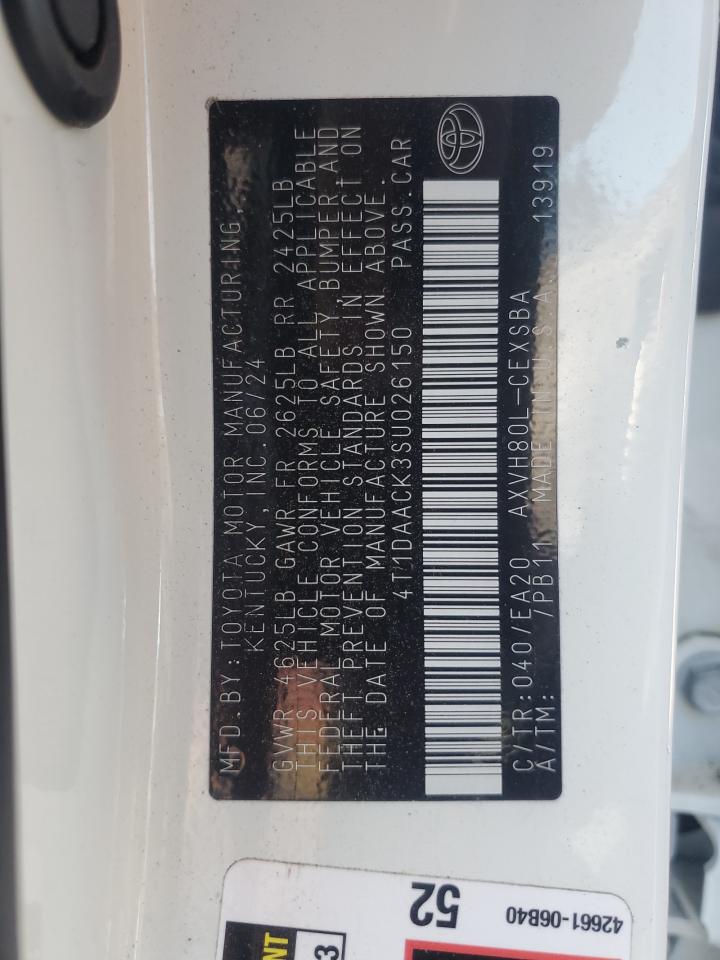 MFD.BY:TOYOTA MOTOR MANUFACTURING,
KENTUCKY, INC. 06/24
GVWR 4625LB GAWR FR 2625LB RR 2425LB
THIS VEHICLE CONFORMS TO ALL APPLICABLE
FEDERAL MOTOR VEHICLE SAFETY, BUMPER, AND
THEFT PREVENTION STANDARDS IN EFFECT ON
THE DATE OF MANUFACTURE SHOWN ABOVE.
4T1DAACK3SU026150 PASS.CAR
C/TR:040/EA20 AXVH80L-CEXSBA
A/TM: /PB11 MADE IN U.S.A. 13919
52
42661-06B40
NT
3